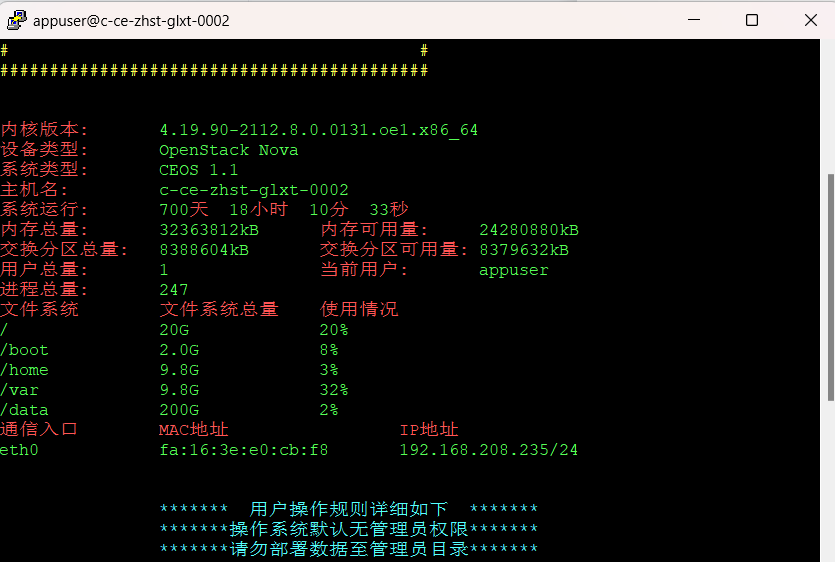 appuser@c-ce-zhst-glxt-0002
# #
###########################################
内核版本: 4.19.90-2112.8.0.0131.oe1.x86_64
设备类型: OpenStack Nova
系统类型: CEOS 1.1
主机名: c-ce-zhst-glxt-0002
系统运行: 700天 18小时 10分 33秒
内存总量: 32363812kB 内存可用量: 24280880kB
交换分区总量: 8388604kB 交换分区可用量: 8379632kB
用户总量: 1 当前用户: appuser
进程总量: 247
文件系统 文件系统总量 使用情况
/ 20G 20%
/boot 2.0G 8%
/home 9.8G 3%
/var 9.8G 32%
/data 200G 2%
通信入口 MAC地址 IP地址
eth0 fa:16:3e:e0:cb:f8 192.168.208.235/24
******* 用户操作规则详细如下 *******
*******操作系统默认无管理员权限*******
*******请勿部署数据至管理员目录*******